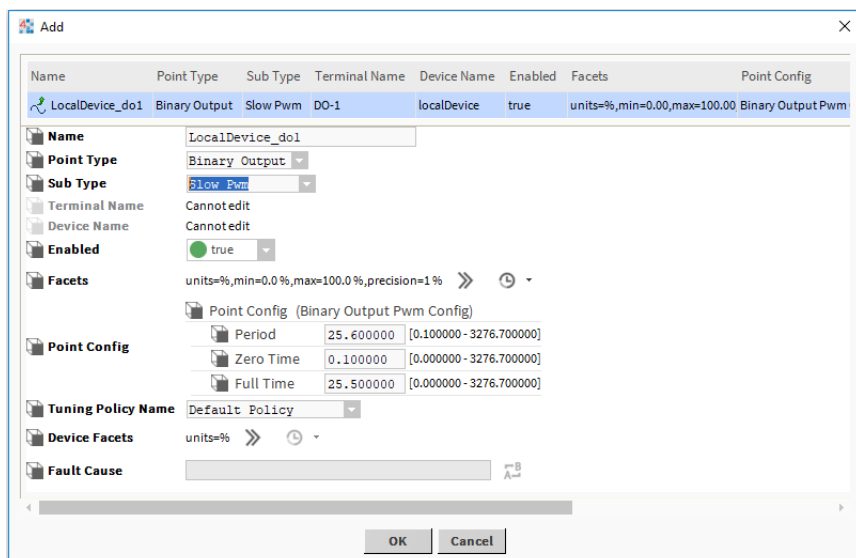 Add
Name Point Type Sub Type Terminal Name Device Name Enabled Facets Point Config
LocalDevice_do1 Binary Output Slow Pwm DO-1 localDevice true units=%,min=0.00,max=100.00 Binary Output Pwm
Name LocalDevice_do1
Point Type Binary Output
Sub Type Slow Pwm
Terminal Name Cannot edit
Device Name Cannot edit
Enabled true
Facets units=%,min=0.0 %,max=100.0 %,precision=1 %
Point Config (Binary Output Pwm Config)
Period 25.600000 [0.100000 - 3276.700000]
Point Config
Zero Time 0.100000 [0.000000 - 3276.700000]
Full Time 25.500000 [0.000000 - 3276.700000]
Tuning Policy Name Default Policy
Device Facets units=%
Fault Cause
OK Cancel